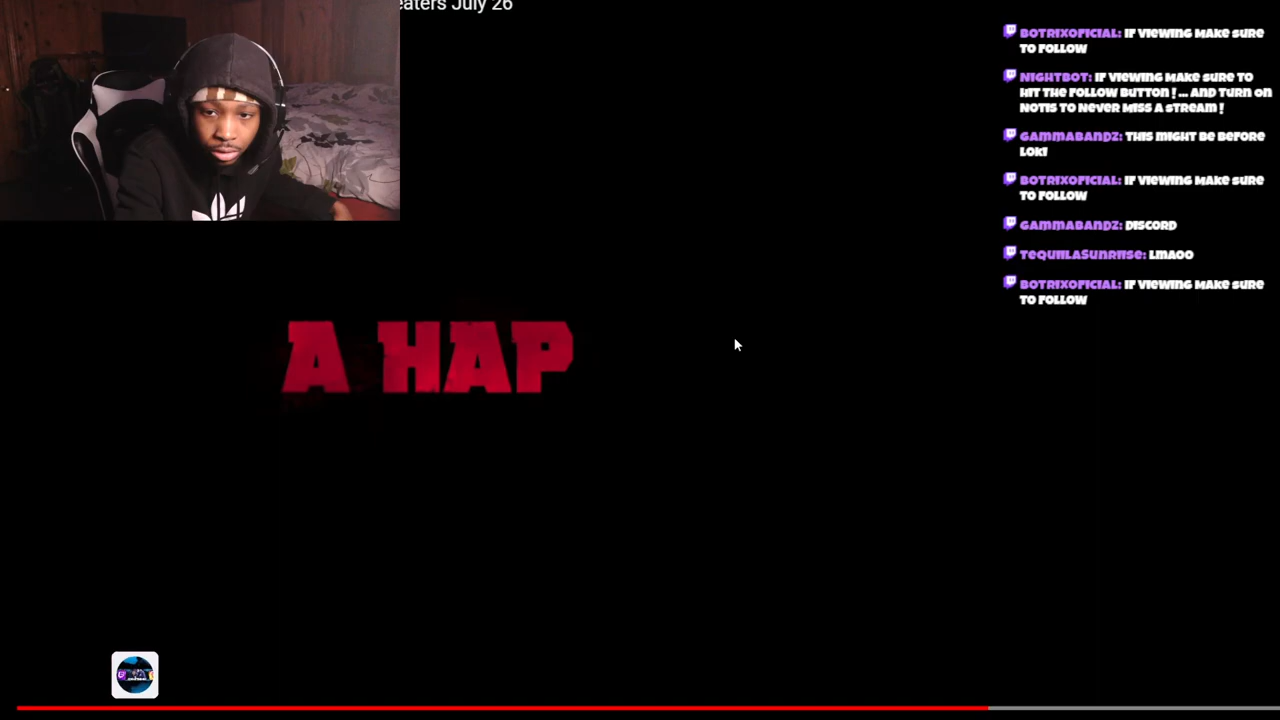 eaters July 26
BOTRIXOFICIAL: IF VIEWING MAKE SURE
TO FOLLOW
NIGHTBOT: IF VIEWING MAKE SURE TO
HIT THE FOLLOW BUTTON ! ... AND TURN ON
NOTIS TO NEVER MISS A STREAM !
GAMMABANDZ: THIS MIGHT BE BEFORE
LOKI
BOTRIXOFICIAL: IF VIEWING MAKE SURE
TO FOLLOW
GAMMABANDZ: DISCORD
TEQUILASUNRIISE: LMAOO
BOTRIXOFICIAL: IF VIEWING MAKE SURE
TO FOLLOW
A HAP